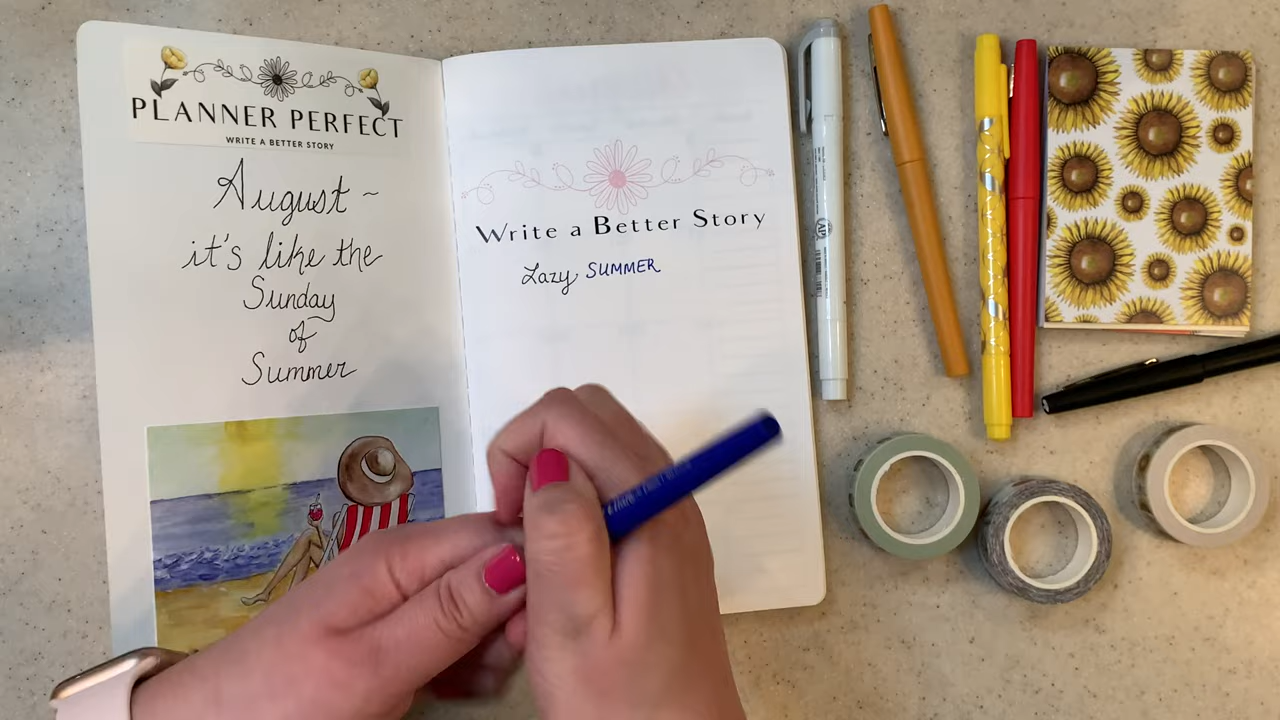 PLANNER PERFECT
WRITE A BETTER STORY
August ~
it's like the
Sunday
of
Summer
Write a Better Story
Lazy SUMMER